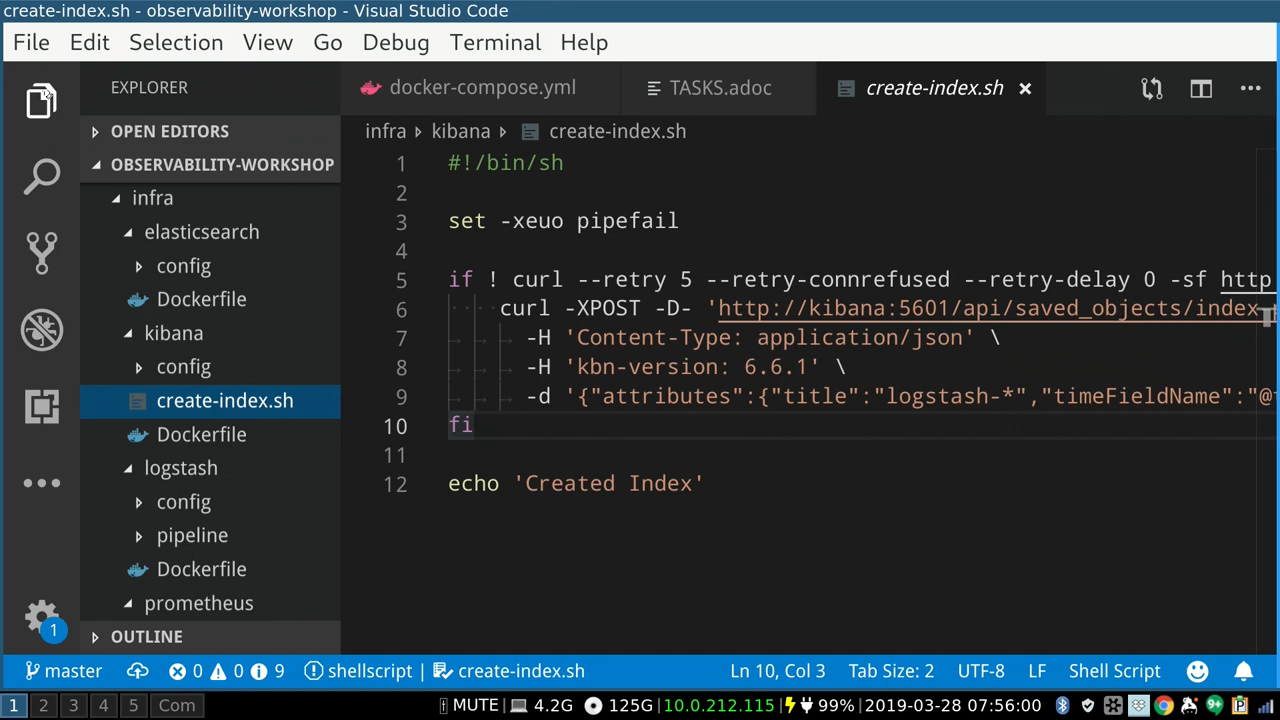 create-index.sh - observability-workshop - Visual Studio Code
File Edit Selection View Go Debug Terminal Help
EXPLORER
docker-compose.yml
TASKS.adoc
create-index.sh
OPEN EDITORS
OBSERVABILITY-WORKSHOP
infra
elasticsearch
config
Dockerfile
kibana
config
create-index.sh
Dockerfile
logstash
config
pipeline
Dockerfile
prometheus
OUTLINE
1
infra kibana create-index.sh
1 #!/bin/sh
2
3 set -xeuo pipefail
4
5 if ! curl --retry 5 --retry-connrefused --retry-delay 0 -sf http
6 curl -XPOST -D- 'http://kibana:5601/api/saved_objects/index-
7 -H 'Content-Type: application/json' \
8 -H 'kbn-version: 6.6.1' \
9 -d '{"attributes":{"title":"logstash-*","timeFieldName":"@
10 fi
11
12 echo 'Created Index'
master 0 0 9 shellscript | create-index.sh Ln 10, Col 3 Tab Size: 2 UTF-8 LF Shell Script
1 2 3 4 5 Com MUTE 4.2G 125G 10.0.212.115 99% 2019-03-28 07:56:00 9+